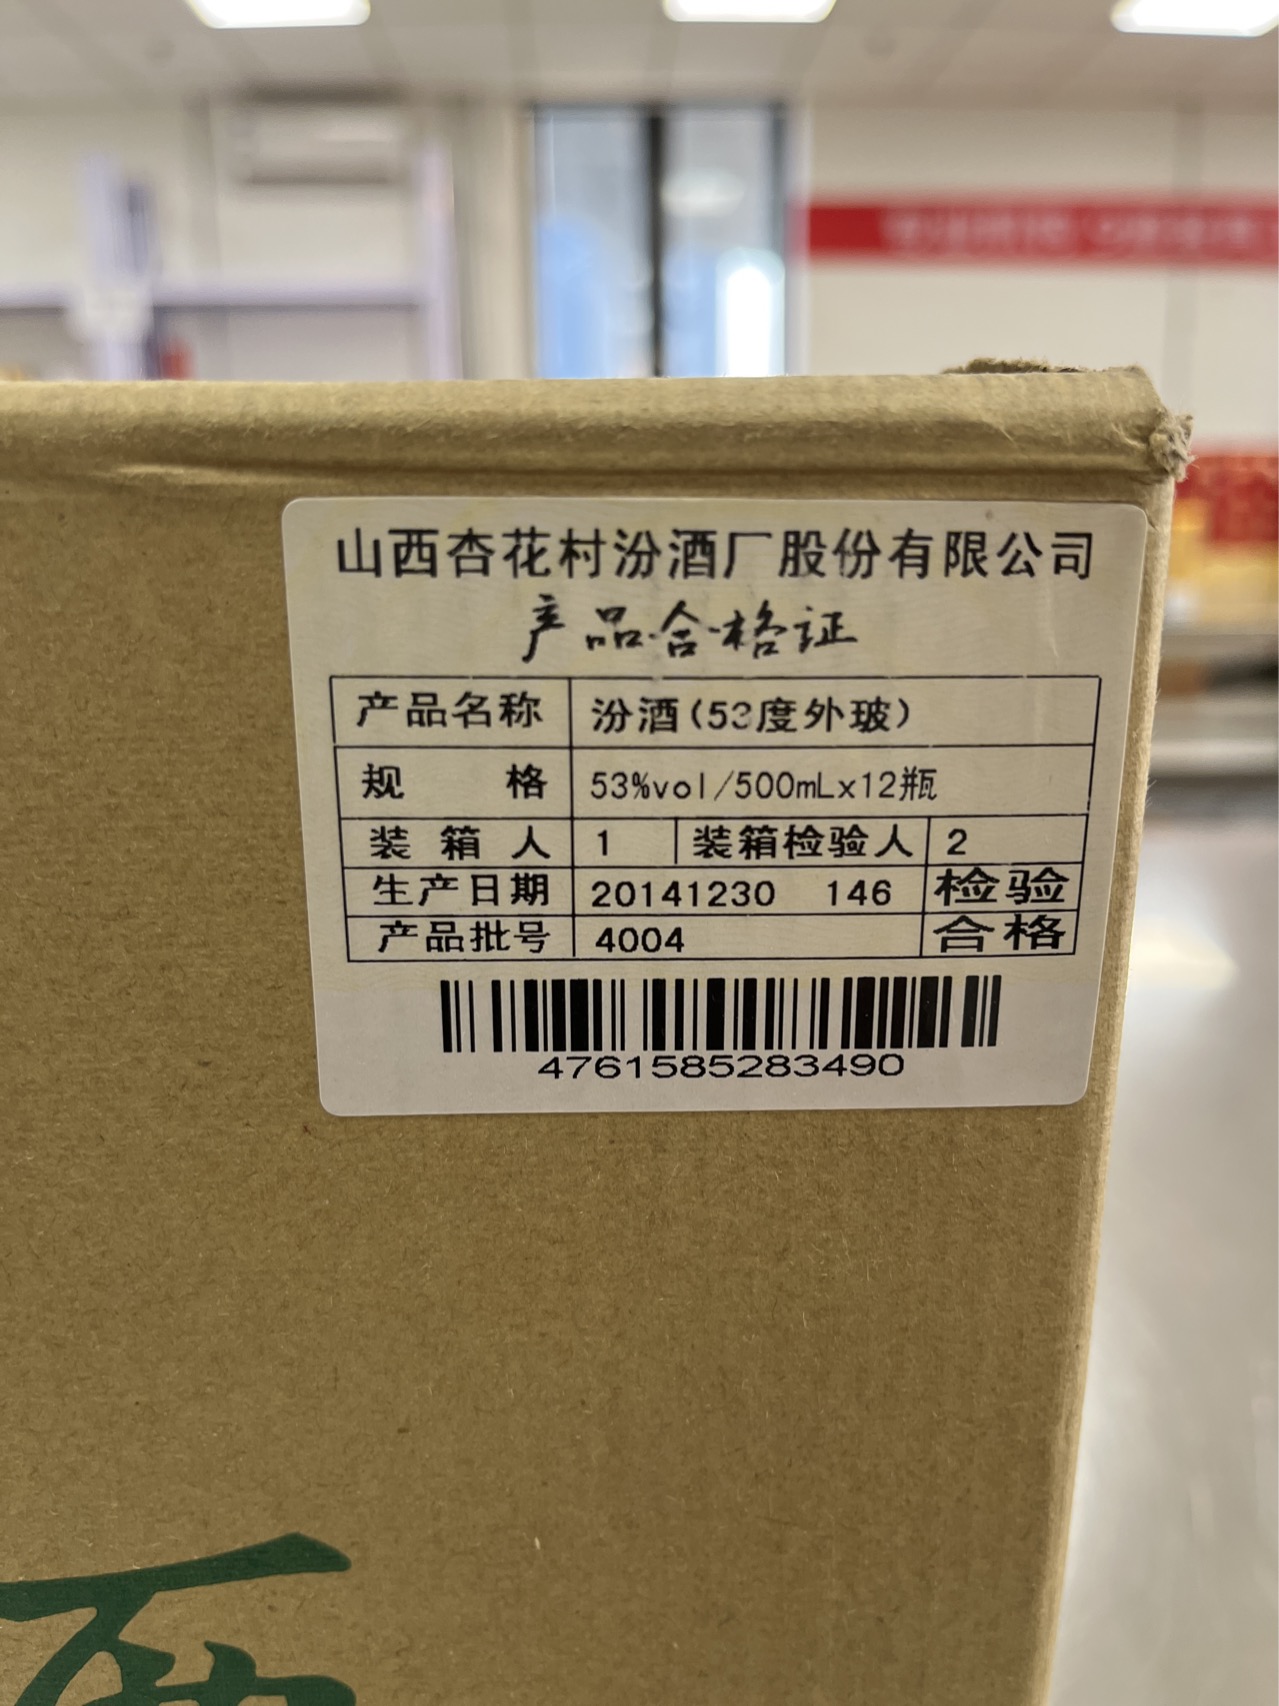 山西杏花村汾酒厂股份有限公司
产品合格证
产品名称 汾酒(53度外玻)
规格 53%vol/500mLx12瓶
装箱人 1 装箱检验人 2
生产日期 20141230 146 检验
产品批号 4004 合格
4761585283490